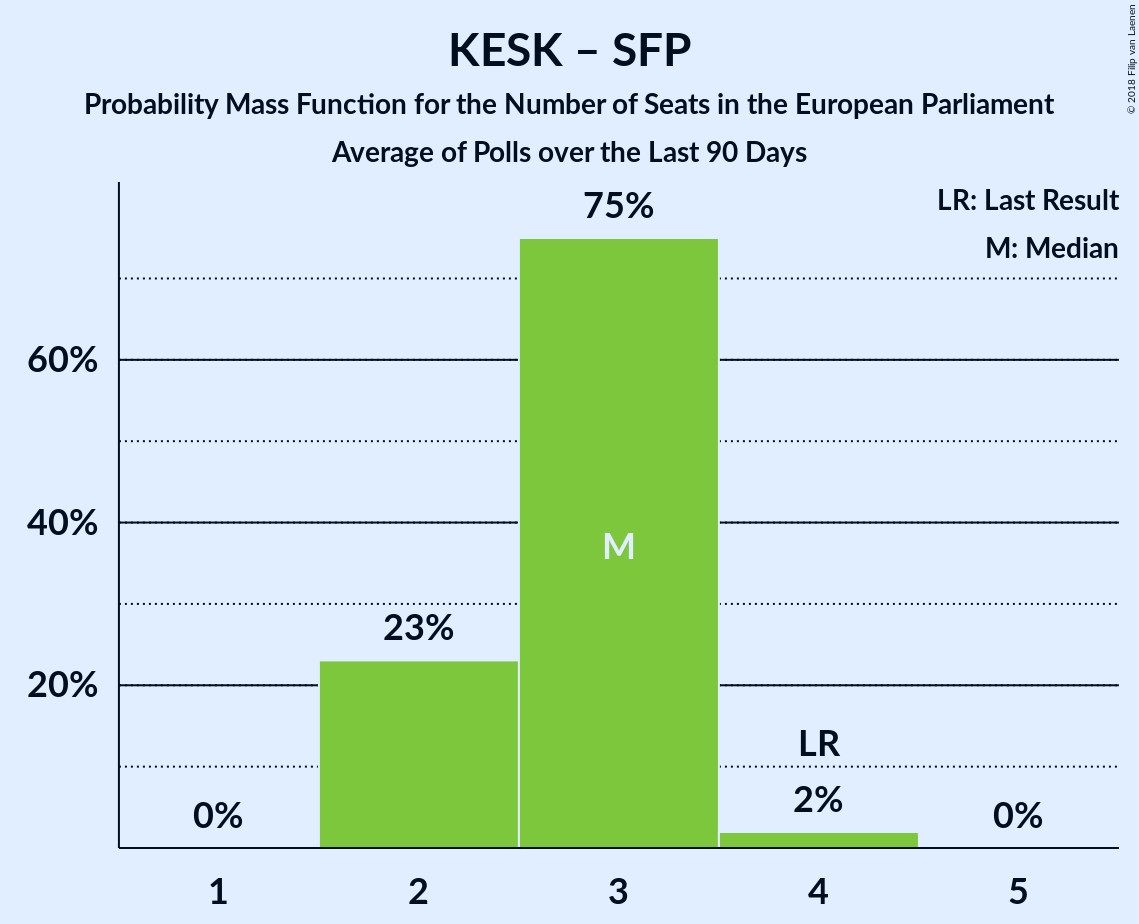 KESK – SFP
Probability Mass Function for the Number of Seats in the European Parliament
Average of Polls over the Last 90 Days
© 2018 Filip van Laenen
LR: Last Result
M: Median
75%
60%
40%
M
23%
20%
LR
2%
0%
0%
1
2
3
4
5